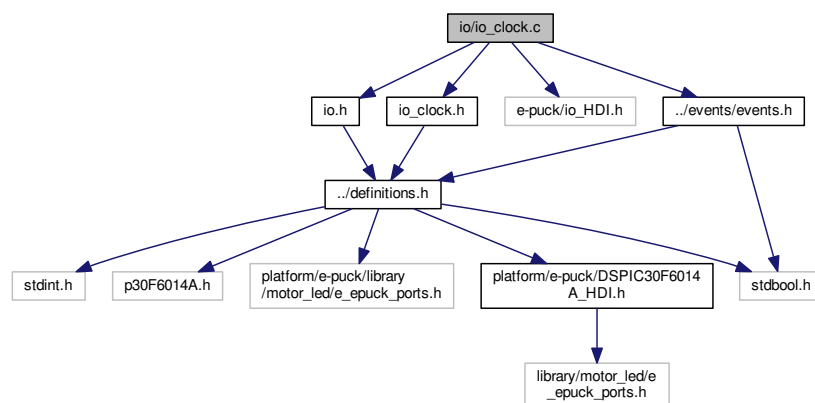 io/io_clock.c
io.h
io_clock.h
e-puck/io_HDI.h
../events/events.h
../definitions.h
stdint.h
p30F6014A.h
platform/e-puck/library
/motor_led/e_epuck_ports.h
platform/e-puck/DSPIC30F6014
A_HDI.h
stdbool.h
library/motor_led/e
_epuck_ports.h